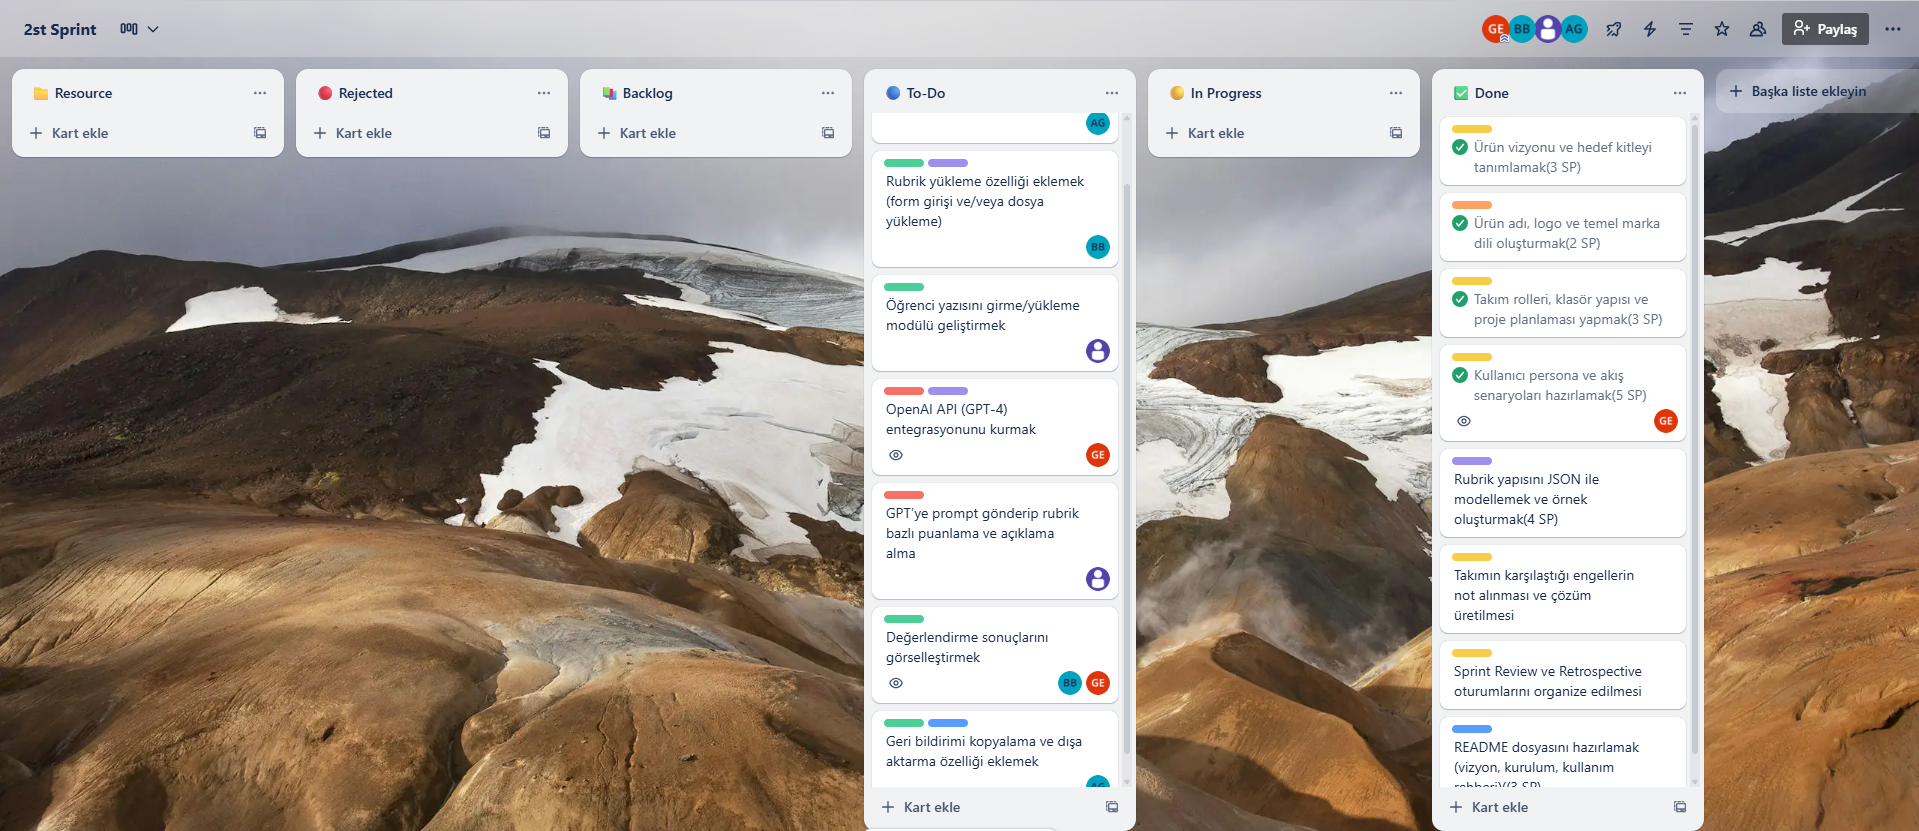 2st Sprint
GE
BB
AG
Paylaş
Resource
Kart ekle
Rejected
Kart ekle
Backlog
Kart ekle
To-Do
AG
Rubrik yükleme özelliği eklemek
(form girişi ve/veya dosya
yükleme)
BB
Öğrenci yazısını girme/yükleme
modülü geliştirmek
OpenAI API (GPT-4)
entegrasyonunu kurmak
GE
GPT'ye prompt gönderip rubrik
bazlı puanlama ve açıklama
alma
Değerlendirme sonuçlarını
görselleştirmek
BB
GE
Geri bildirimi kopyalama ve dışa
aktarma özelliği eklemek
AG
Kart ekle
In Progress
Kart ekle
Done
Ürün vizyonu ve hedef kitleyi
tanımlamak(3 SP)
Ürün adı, logo ve temel marka
dili oluşturmak(2 SP)
Takım rolleri, klasör yapısı ve
proje planlaması yapmak(3 SP)
Kullanıcı persona ve akış
senaryoları hazırlamak(5 SP)
GE
Rubrik yapısını JSON ile
modellemek ve örnek
oluşturmak(4 SP)
Takımın karşılaştığı engellerin
not alınması ve çözüm
üretilmesi
Sprint Review ve Retrospective
oturumlarını organize edilmesi
README dosyasını hazırlamak
(vizyon, kurulum, kullanım
rehberi)(3 SP)
Kart ekle
Başka liste ekleyin